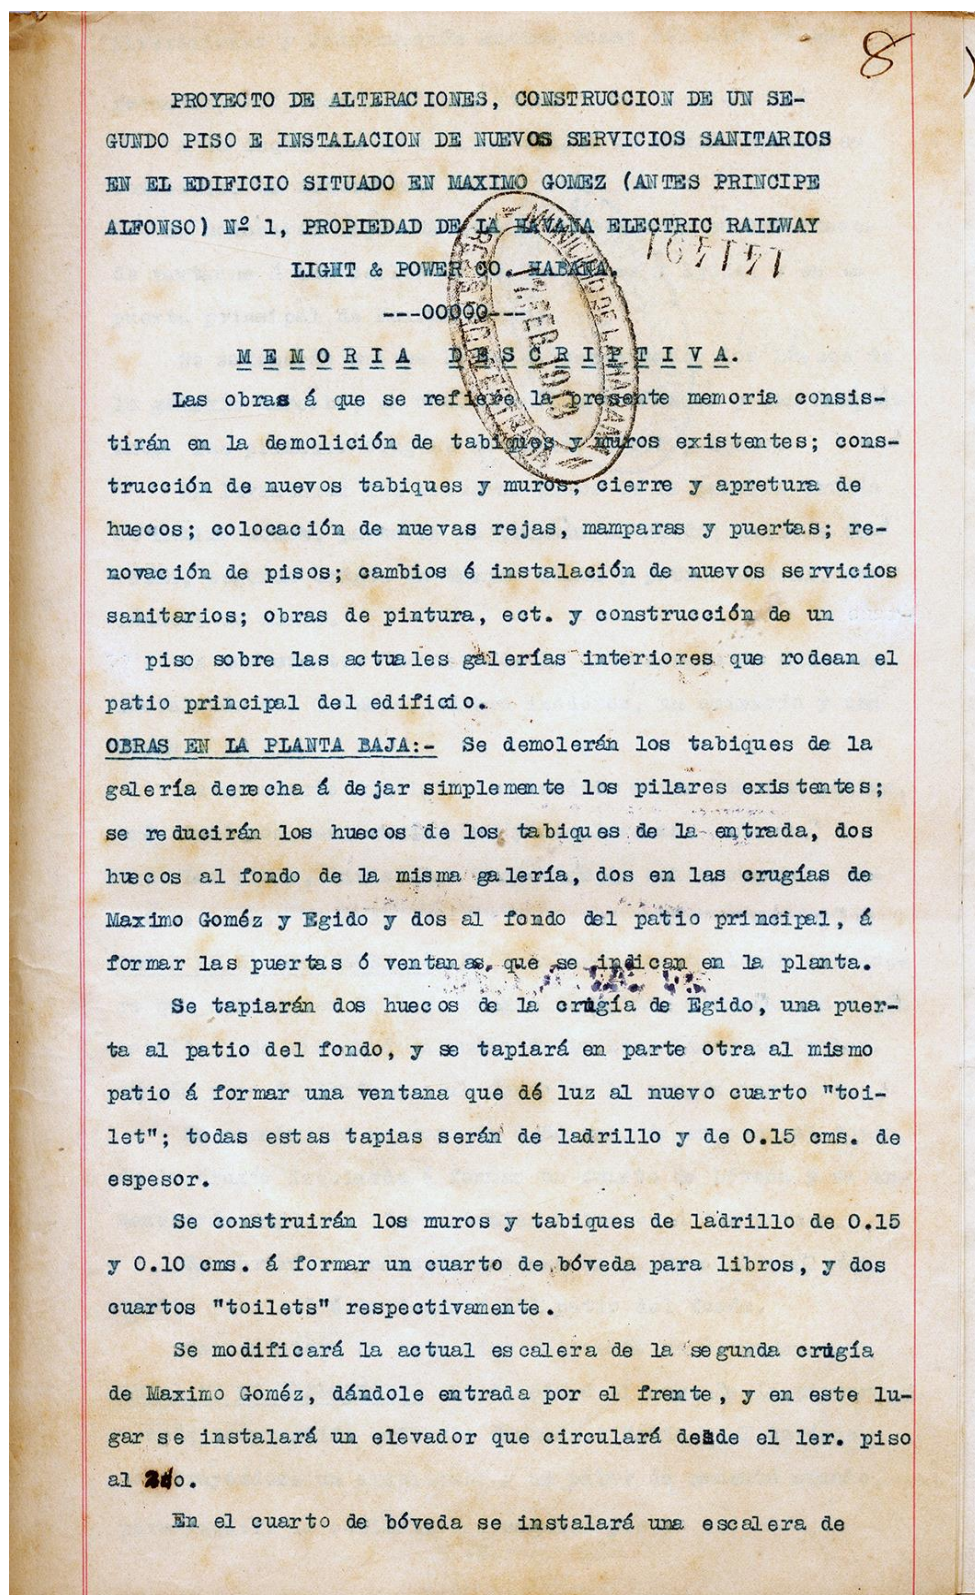 8
PROYECTO DE ALTERACIONES, CONSTRUCCION DE UN SE-
GUNDO PISO E INSTALACION DE NUEVOS SERVICIOS SANITARIOS
EN EL EDIFICIO SITUADO EN MAXIMO GOMEZ (ANTES PRINCIPE
ALFONSO) Nº 1, PROPIEDAD DE LA HAVANA ELECTRIC RAILWAY
LIGHT & POWER CO. HABANA.
---OOOOO---
MEMORIA DESCRIPTIVA.
Las obras á que se refiere la presente memoria consis-
tirán en la demolición de tabiques y muros existentes; cons-
trucción de nuevos tabiques y muros; cierre y apretura de
huecos; colocación de nuevas rejas, mamparas y puertas; re-
novación de pisos; cambios é instalación de nuevos servicios
sanitarios; obras de pintura, ect. y construcción de un
piso sobre las actuales galerías interiores que rodean el
patio principal del edificio.
OBRAS EN LA PLANTA BAJA:- Se demolerán los tabiques de la
galería derecha á dejar simplemente los pilares existentes;
se reducirán los huecos de los tabiques de la entrada, dos
huecos al fondo de la misma galería, dos en las crugías de
Maximo Goméz y Egido y dos al fondo del patio principal, á
formar las puertas ó ventanas, que se indican en la planta.
Se tapiarán dos huecos de la crugía de Egido, una puer-
ta al patio del fondo, y se tapiará en parte otra al mismo
patio á formar una ventana que dé luz al nuevo cuarto "toi-
let"; todas estas tapias serán de ladrillo y de 0.15 cms. de
espesor.
Se construirán los muros y tabiques de ladrillo de 0.15
y 0.10 cms. á formar un cuarto de bóveda para libros, y dos
cuartos "toilets" respectivamente.
Se modificará la actual escalera de la segunda crugía
de Maximo Goméz, dándole entrada por el frente, y en este lu-
gar se instalará un elevador que circulará desde el 1er. piso
al 2do.
En el cuarto de bóveda se instalará una escalera de